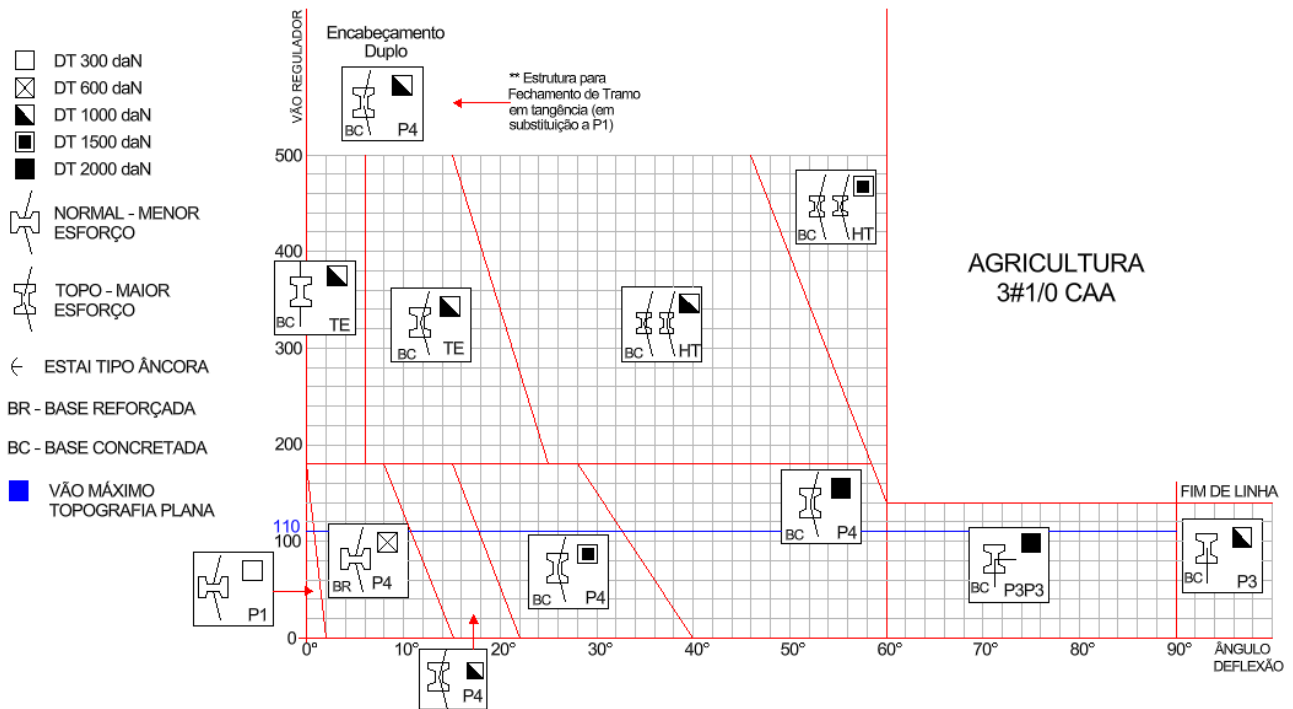 DT 300 daN
DT 600 daN
DT 1000 daN
DT 1500 daN
DT 2000 daN
NORMAL - MENOR
ESFORÇO
TOPO - MAIOR
ESFORÇO
ESTAI TIPO ÂNCORA
BR - BASE REFORÇADA
BC - BASE CONCRETADA
VÃO MÁXIMO
TOPOGRAFIA PLANA
VÃO REGULADOR
Encabeçamento
Duplo
BC P4
** Estrutura para
Fechamento de Tramo
em tangência (em
substituição a P1)
500
400
300
200
110
100
0
BC TE
BC TE
BC HT
BC HT
AGRICULTURA
3#1/0 CAA
P1
BR P4
P4
BC P4
BC P4
BC P3P3
FIM DE LINHA
BC P3
0° 10° 20° 30° 40° 50° 60° 70° 80° 90°
ÂNGULO
DEFLEXÃO